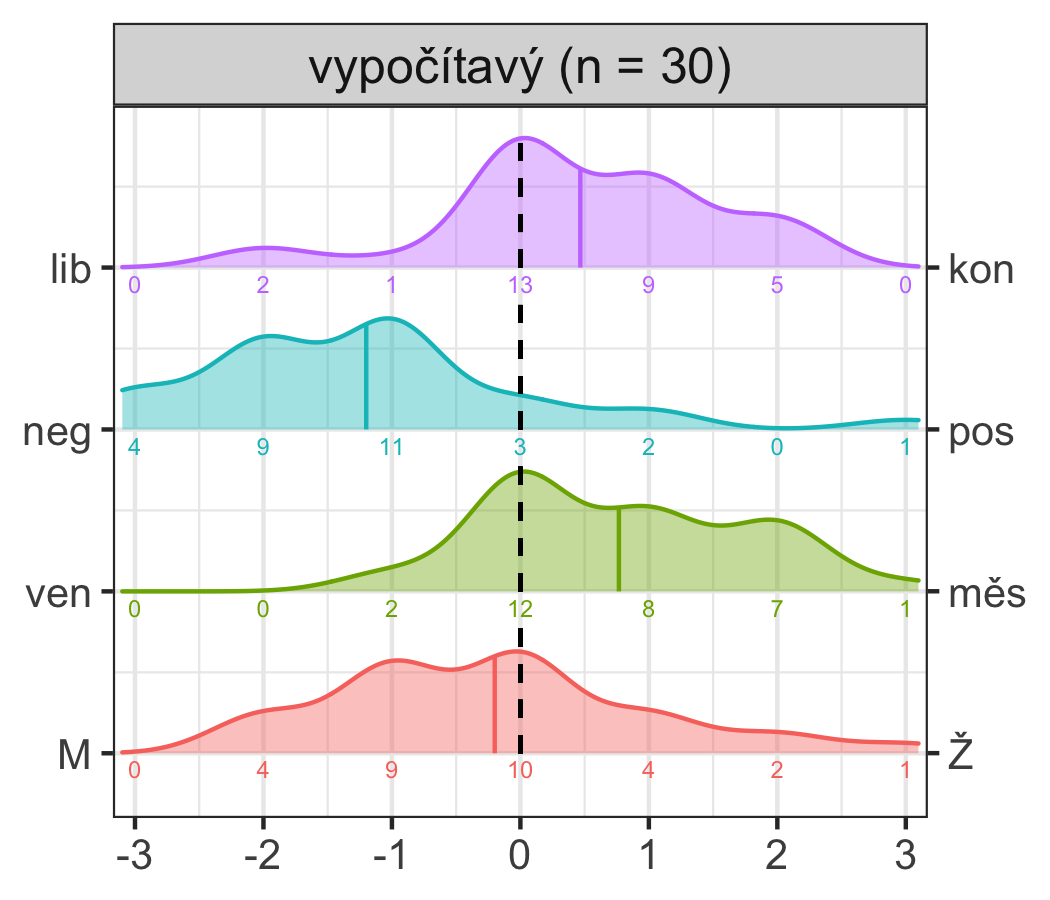 vypočítavý (n = 30)
lib kon
0 2 1 13 9 5 0
neg pos
4 9 11 3 2 0 1
ven měs
0 0 2 12 8 7 1
M Ž
0 4 9 10 4 2 1
-3 -2 -1 0 1 2 3